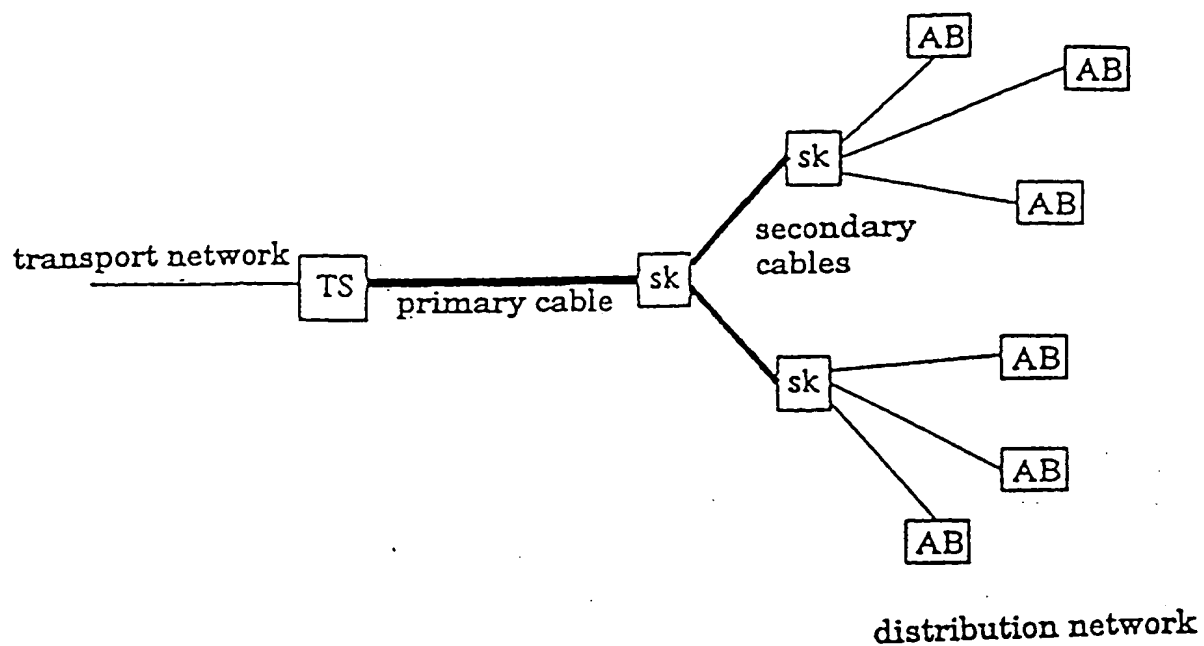 AB
AB
sk
AB
secondary
cables
transport network
TS
sk
primary cable
AB
sk
AB
AB
distribution network